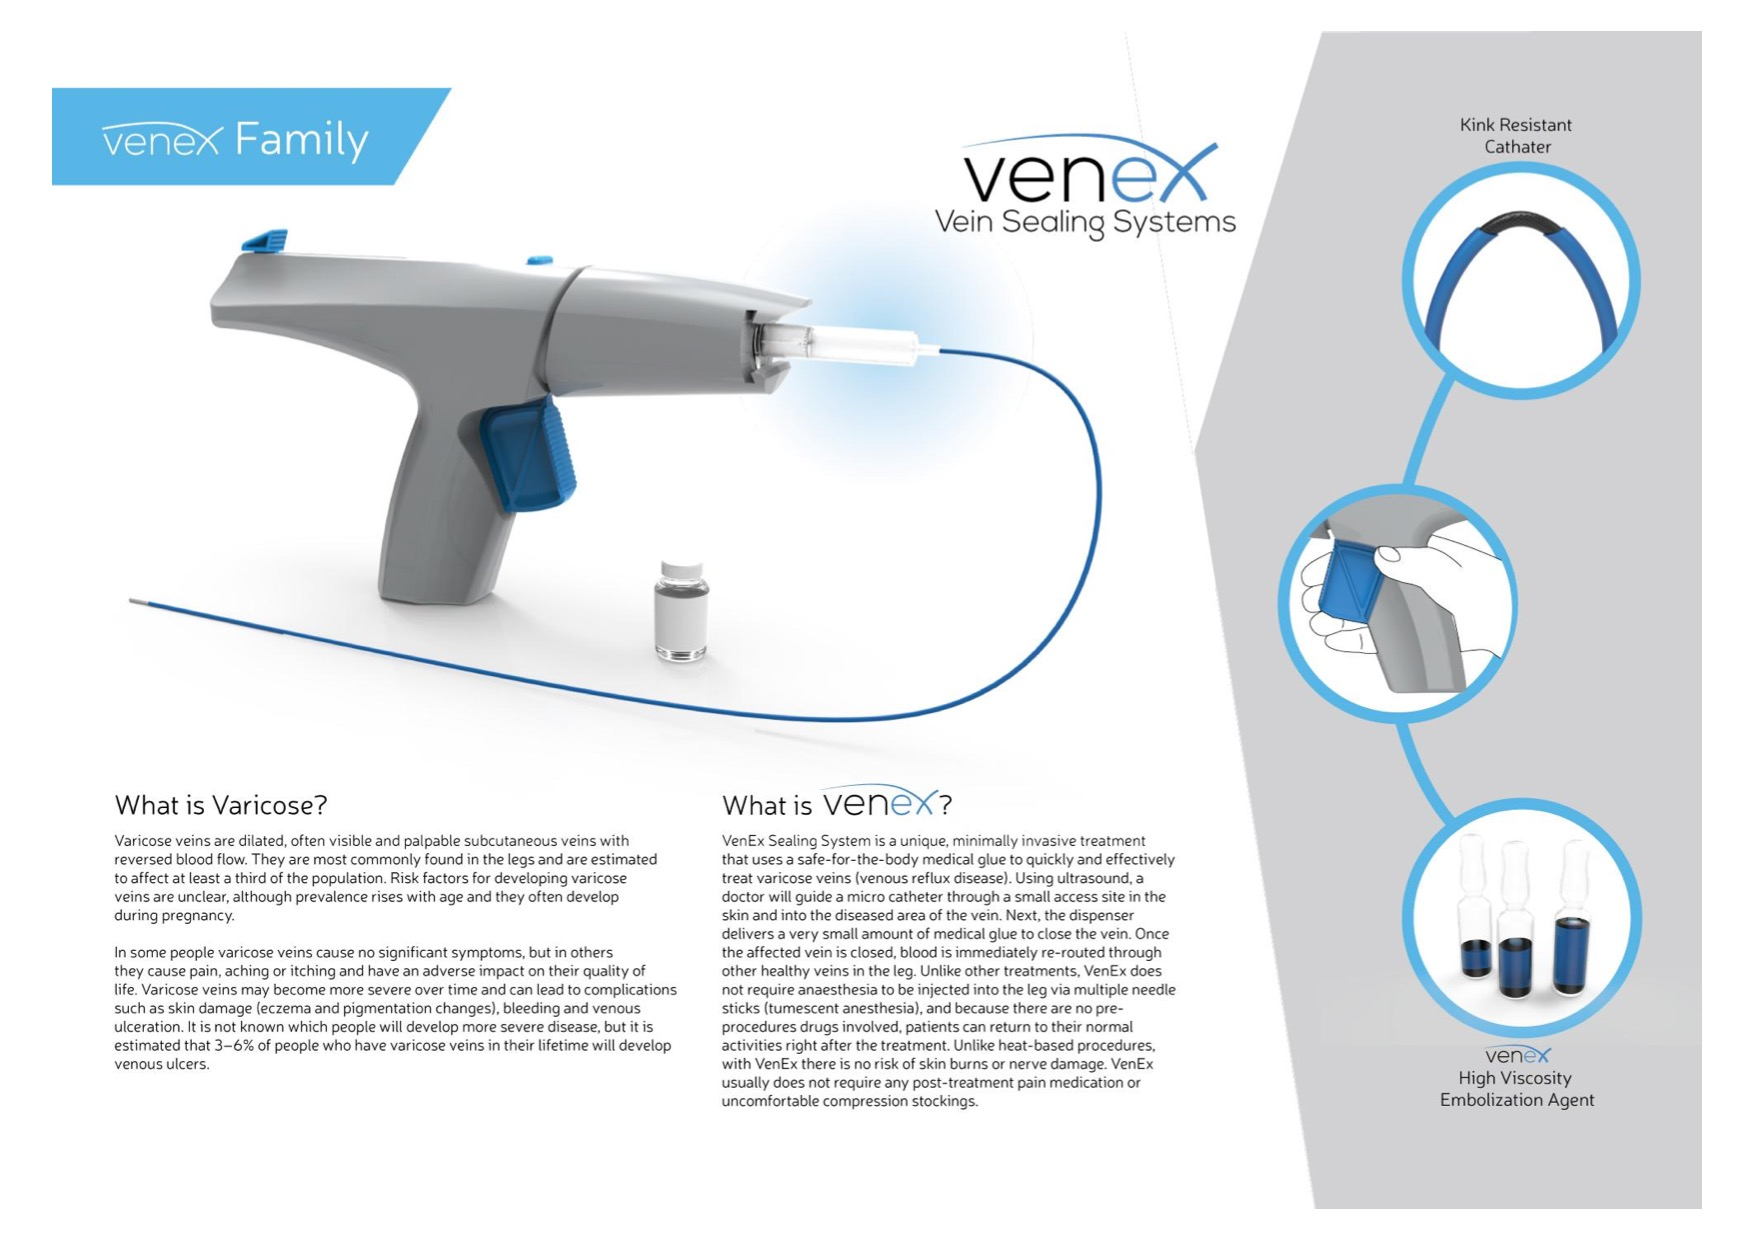 venex Family
venex
Vein Sealing Systems
Kink Resistant
Cathater
What is Varicose?
Varicose veins are dilated, often visible and palpable subcutaneous veins with
reversed blood flow. They are most commonly found in the legs and are estimated
to affect at least a third of the population. Risk factors for developing varicose
veins are unclear, although prevalence rises with age and they often develop
during pregnancy.
In some people varicose veins cause no significant symptoms, but in others
they cause pain, aching or itching and have an adverse impact on their quality of
life. Varicose veins may become more severe over time and can lead to complications
such as skin damage (eczema and pigmentation changes), bleeding and venous
ulceration. It is not known which people will develop more severe disease, but it is
estimated that 3–6% of people who have varicose veins in their lifetime will develop
venous ulcers.
What is venex?
VenEx Sealing System is a unique, minimally invasive treatment
that uses a safe-for-the-body medical glue to quickly and effectively
treat varicose veins (venous reflux disease). Using ultrasound, a
doctor will guide a micro catheter through a small access site in the
skin and into the diseased area of the vein. Next, the dispenser
delivers a very small amount of medical glue to close the vein. Once
the affected vein is closed, blood is immediately re-routed through
other healthy veins in the leg. Unlike other treatments, VenEx does
not require anaesthesia to be injected into the leg via multiple needle
sticks (tumescent anesthesia), and because there are no pre-
procedures drugs involved, patients can return to their normal
activities right after the treatment. Unlike heat-based procedures,
with VenEx there is no risk of skin burns or nerve damage. VenEx
usually does not require any post-treatment pain medication or
uncomfortable compression stockings.
venex
High Viscosity
Embolization Agent